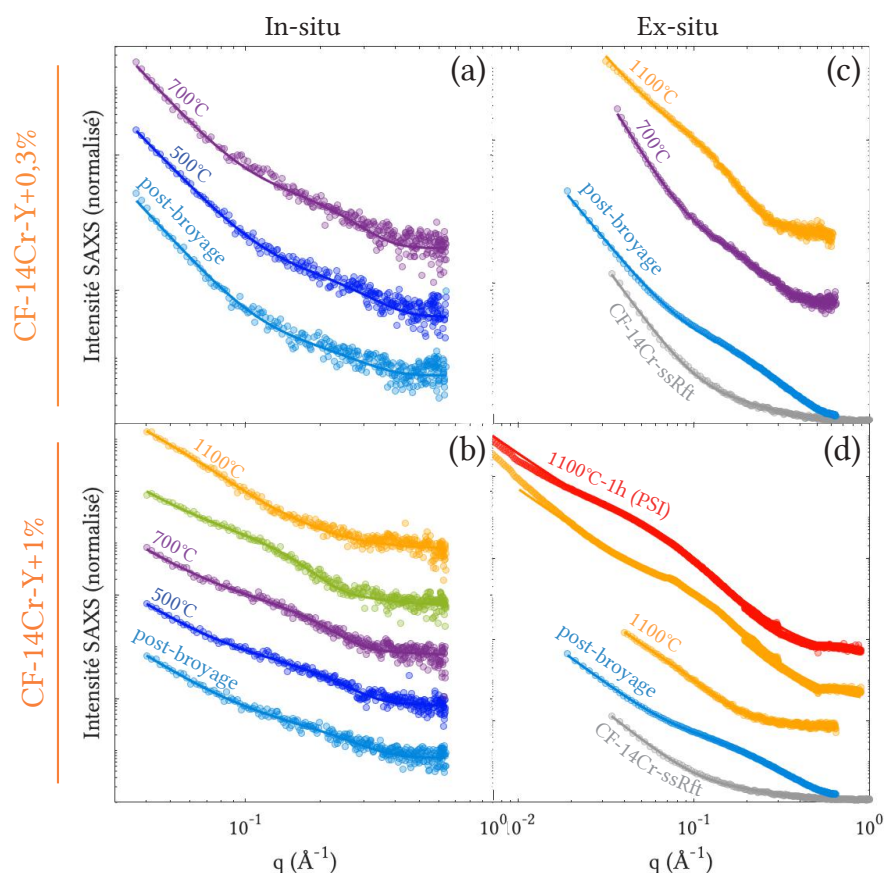 In-situ
Ex-situ
CF-14Cr-Y+0,3%
Intensité SAXS (normalisé)
(a)
700℃
500℃
post-broyage
(c)
1100℃
700℃
post-broyage
CF-14Cr-ssRft
CF-14Cr-Y+1%
Intensité SAXS (normalisé)
(b)
1100℃
700℃
500℃
post-broyage
(d)
1100℃-1h (PSI)
1100℃
post-broyage
CF-14Cr-ssRft
10⁻¹
10⁰
10⁻²
10⁻¹
10⁰
q (Å⁻¹)
q (Å⁻¹)